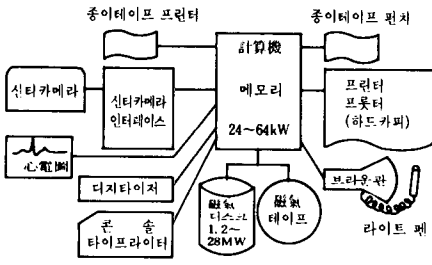 종이테이프 프린터
종이테이프 펀치
計算機
메모리
24～64kW
신티카메라
신티카메라
인터페이스
프린터
프롯터
(하드카피)
心電圖
디지타이저
콘 솔
타이프라이터
磁氣
디스크
1.2～
28MW
磁氣
테이프
브라운관
라이트 펜